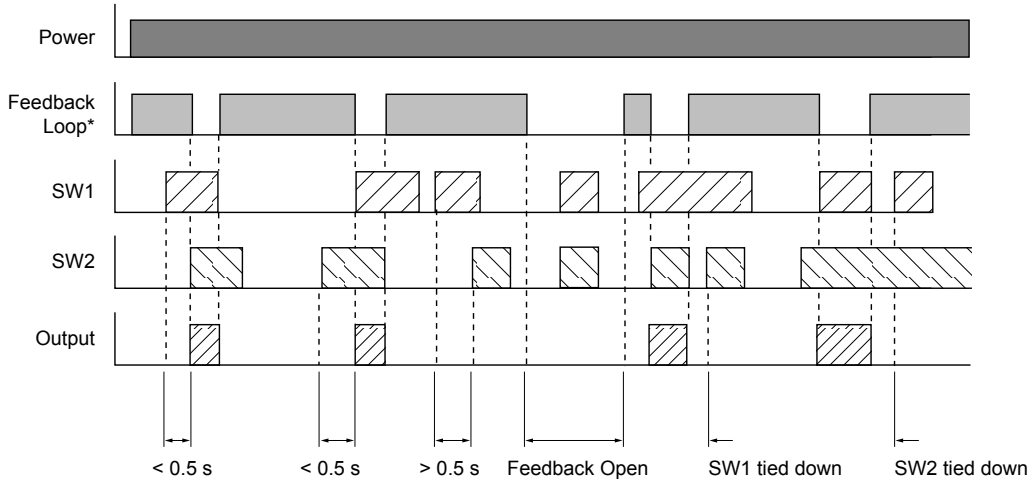 Power
Feedback
Loop*
SW1
SW2
Output
< 0.5 s
< 0.5 s
> 0.5 s
Feedback Open
SW1 tied down
SW2 tied down